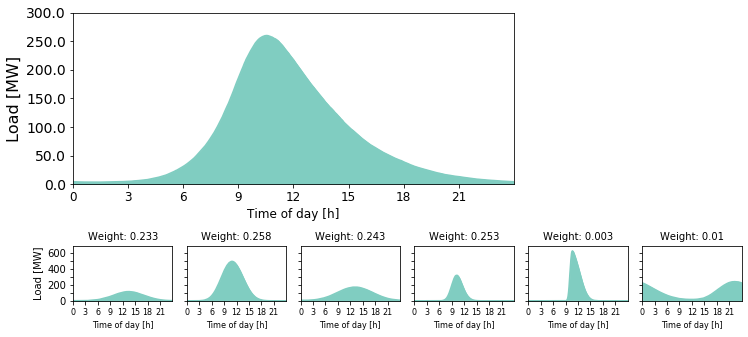 300.0
250.0
200.0
150.0
100.0
50.0
0.0
Load [MW]
0 3 6 9 12 15 18 21
Time of day [h]
Weight: 0.233 Weight: 0.258 Weight: 0.243 Weight: 0.253 Weight: 0.003 Weight: 0.01
600
400
200
0
Load [MW]
0 3 6 9 12 15 18 21 0 3 6 9 12 15 18 21 0 3 6 9 12 15 18 21 0 3 6 9 12 15 18 21 0 3 6 9 12 15 18 21 0 3 6 9 12 15 18 21
Time of day [h] Time of day [h] Time of day [h] Time of day [h] Time of day [h] Time of day [h]